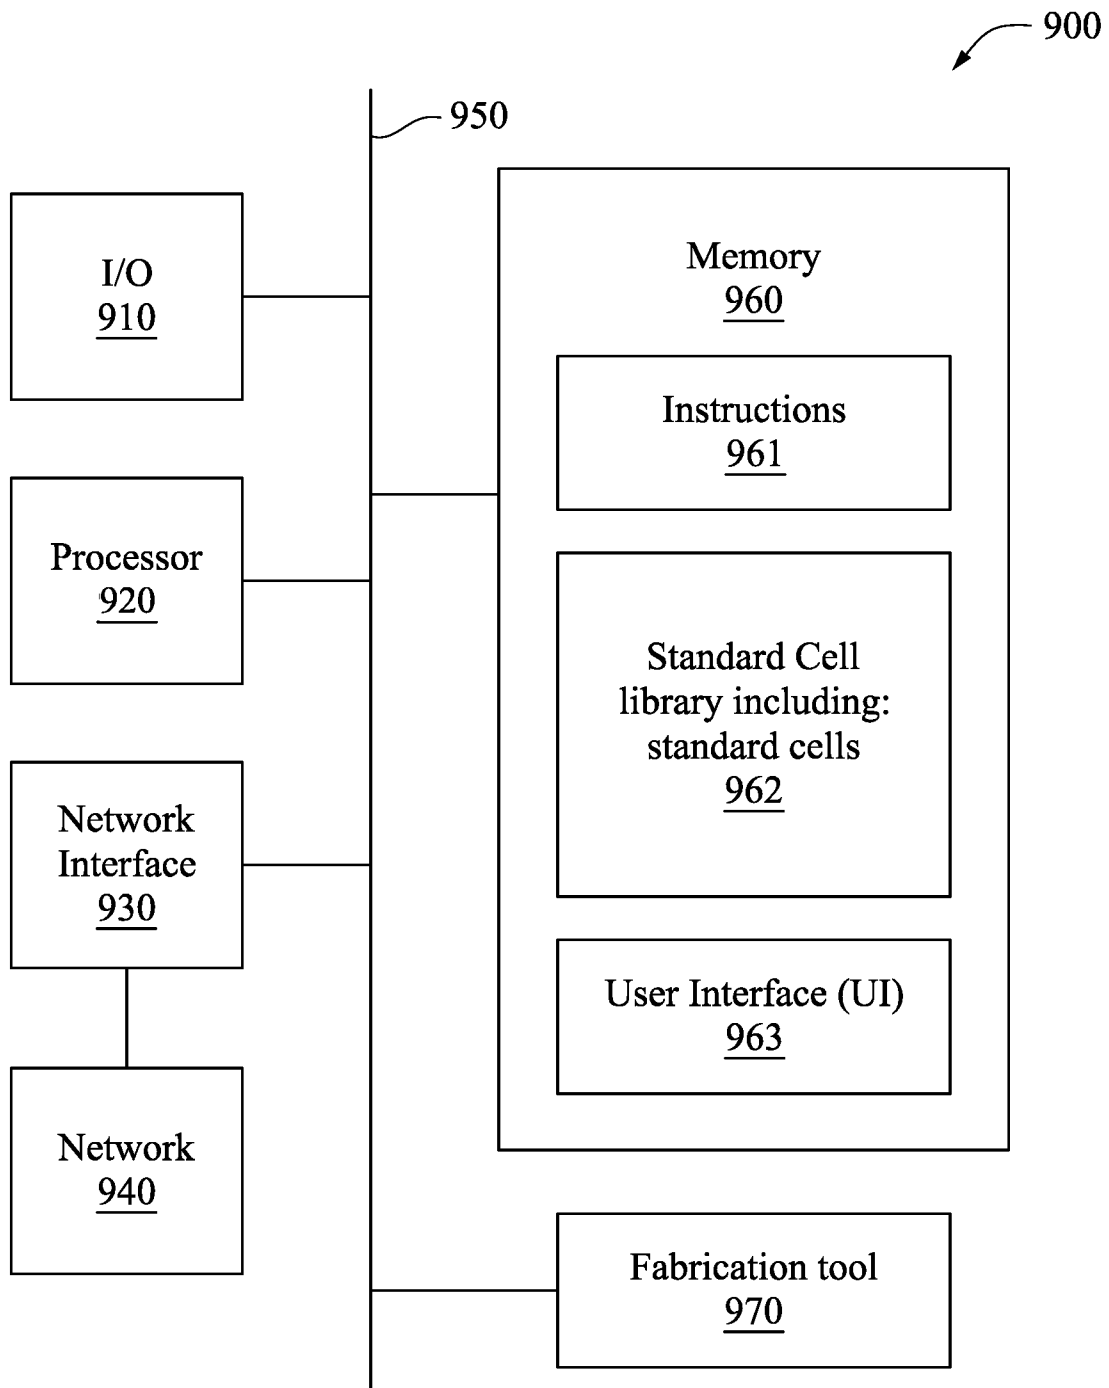 900
950
I/O
910
Processor
920
Network
Interface
930
Network
940
Memory
960
Instructions
961
Standard Cell
library including:
standard cells
962
User Interface (UI)
963
Fabrication tool
970